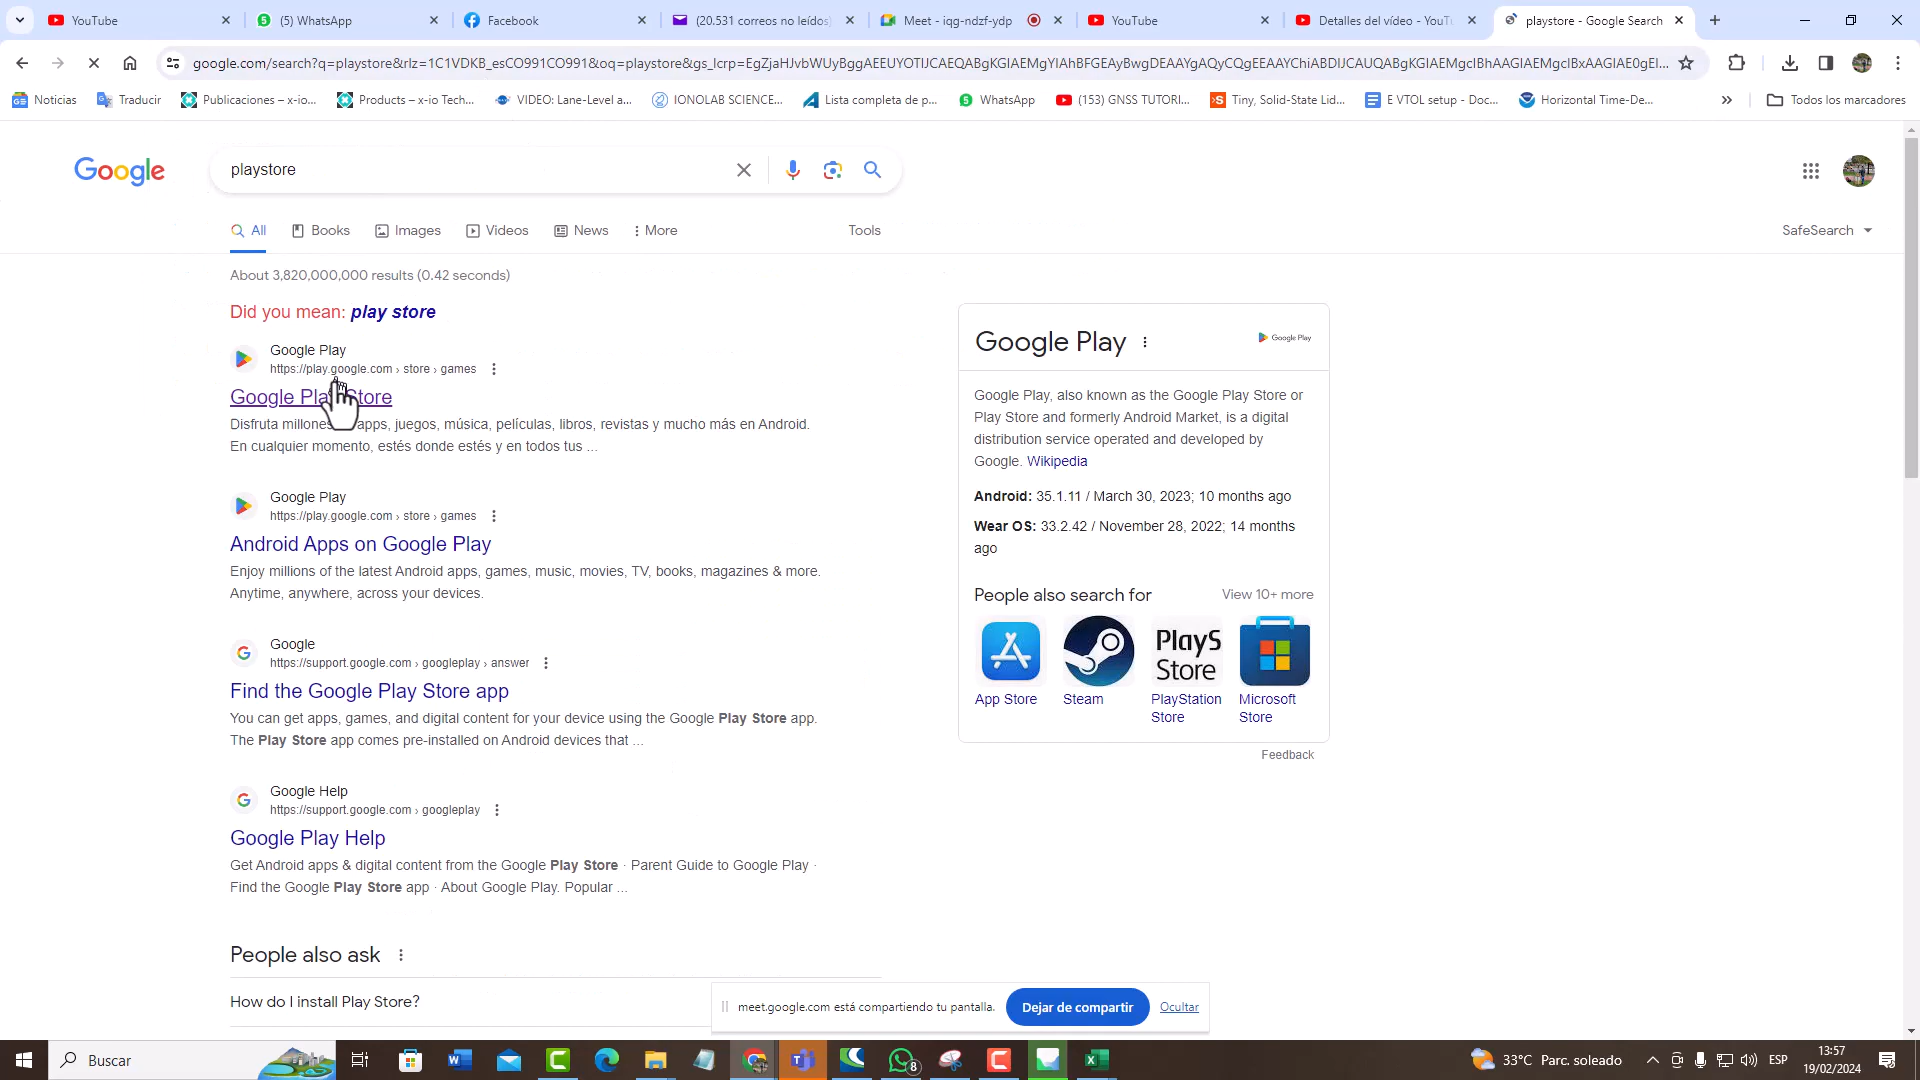 YouTube
(5) WhatsApp
Facebook
(20.531 correos no leídos)
Meet - iqg-ndzf-ydp
YouTube
Detalles del vídeo - YouTu
playstore - Google Search
google.com/search?q=playstore&rlz=1C1VDKB_esCO991CO991&oq=playstore&gs_lcrp=EgZjaHJvbWUyBggAEEUYOTIJCAEQABgKGIAEMgYIAhBFGEAyBwgDEAAYgAQyCQgEEAAYChiABDIJCAUQABgKGIAEMgcIBhAAGIAEMgcIBxAAGIAE0gEI...
Noticias
Traducir
Publicaciones – x-io...
Products – x-io Tech...
VIDEO: Lane-Level a...
IONOLAB SCIENCE...
Lista completa de p...
WhatsApp
(153) GNSS TUTORI...
Tiny, Solid-State Lid...
E VTOL setup - Doc...
Horizontal Time-De...
»
Todos los marcadores
Google
playstore
All
Books
Images
Videos
News
More
Tools
SafeSearch
About 3,820,000,000 results (0.42 seconds)
Did you mean: play store
Google Play
https://play.google.com › store › games
Google Play Store
Disfruta millones apps, juegos, música, películas, libros, revistas y mucho más en Android.
En cualquier momento, estés donde estés y en todos tus ...
Google Play
https://play.google.com › store › games
Android Apps on Google Play
Enjoy millions of the latest Android apps, games, music, movies, TV, books, magazines & more.
Anytime, anywhere, across your devices.
Google
https://support.google.com › googleplay › answer
Find the Google Play Store app
You can get apps, games, and digital content for your device using the Google Play Store app.
The Play Store app comes pre-installed on Android devices that ...
Google Help
https://support.google.com › googleplay
Google Play Help
Get Android apps & digital content from the Google Play Store · Parent Guide to Google Play ·
Find the Google Play Store app · About Google Play. Popular ...
People also ask
How do I install Play Store?
Google Play
Google Play
Google Play, also known as the Google Play Store or
Play Store and formerly Android Market, is a digital
distribution service operated and developed by
Google. Wikipedia
Android: 35.1.11 / March 30, 2023; 10 months ago
Wear OS: 33.2.42 / November 28, 2022; 14 months
ago
People also search for
View 10+ more
PlayS
Store
App Store
Steam
PlayStation
Store
Microsoft
Store
Feedback
meet.google.com está compartiendo tu pantalla.
Dejar de compartir
Ocultar
Buscar
8
33°C Parc. soleado
ESP
13:57
19/02/2024